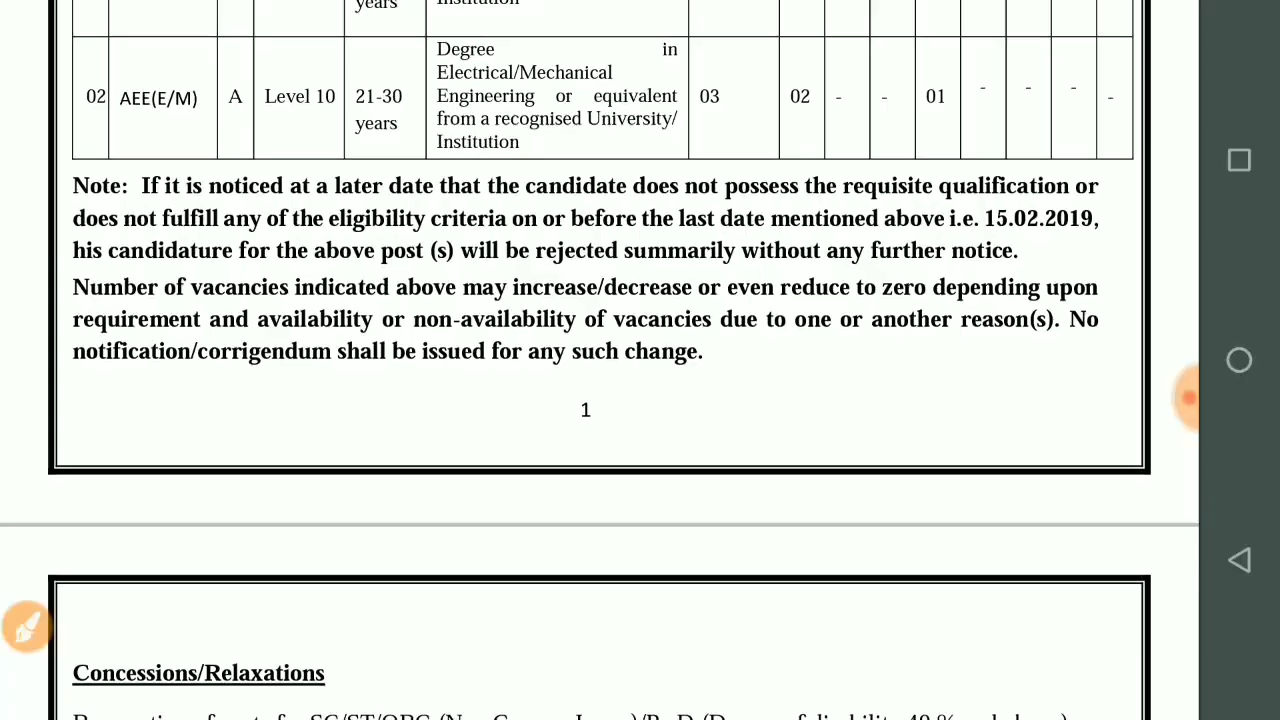 years
Institution
02 AEE(E/M) A Level 10 21-30 years Degree in Electrical/Mechanical Engineering or equivalent from a recognised University/ Institution 03 02 - - 01 - - - -
Note: If it is noticed at a later date that the candidate does not possess the requisite qualification or
does not fulfill any of the eligibility criteria on or before the last date mentioned above i.e. 15.02.2019,
his candidature for the above post (s) will be rejected summarily without any further notice.
Number of vacancies indicated above may increase/decrease or even reduce to zero depending upon
requirement and availability or non-availability of vacancies due to one or another reason(s). No
notification/corrigendum shall be issued for any such change.
1
Concessions/Relaxations